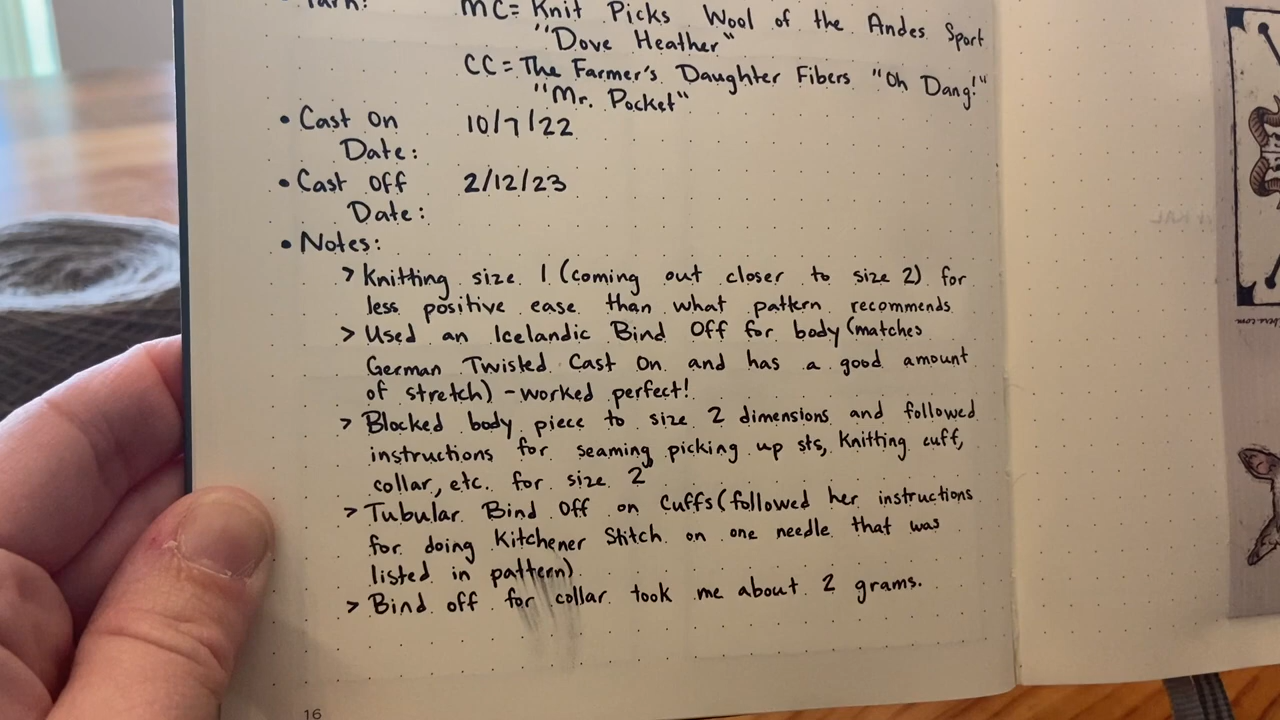 Yarn: MC= Knit Picks Wool of the Andes Sport
"Dove Heather"
CC= The Farmer's Daughter Fibers "Oh Dang!"
"Mr. Pocket"
• Cast On 10/7/22
Date:
• Cast Off 2/12/23
Date:
• Notes:
> Knitting size 1 (coming out closer to size 2) for
less positive ease than what pattern recommends
> Used an Icelandic Bind Off for body (matches
German Twisted Cast On and has a good amount
of stretch) - worked perfect!
> Blocked body piece to size 2 dimensions and followed
instructions for seaming picking up sts, knitting cuff,
collar, etc. for size 2"
> Tubular Bind Off on Cuffs (followed her instructions
for doing Kitchener Stitch on one needle that was
listed in pattern)
> Bind off for collar took me about 2 grams.
16